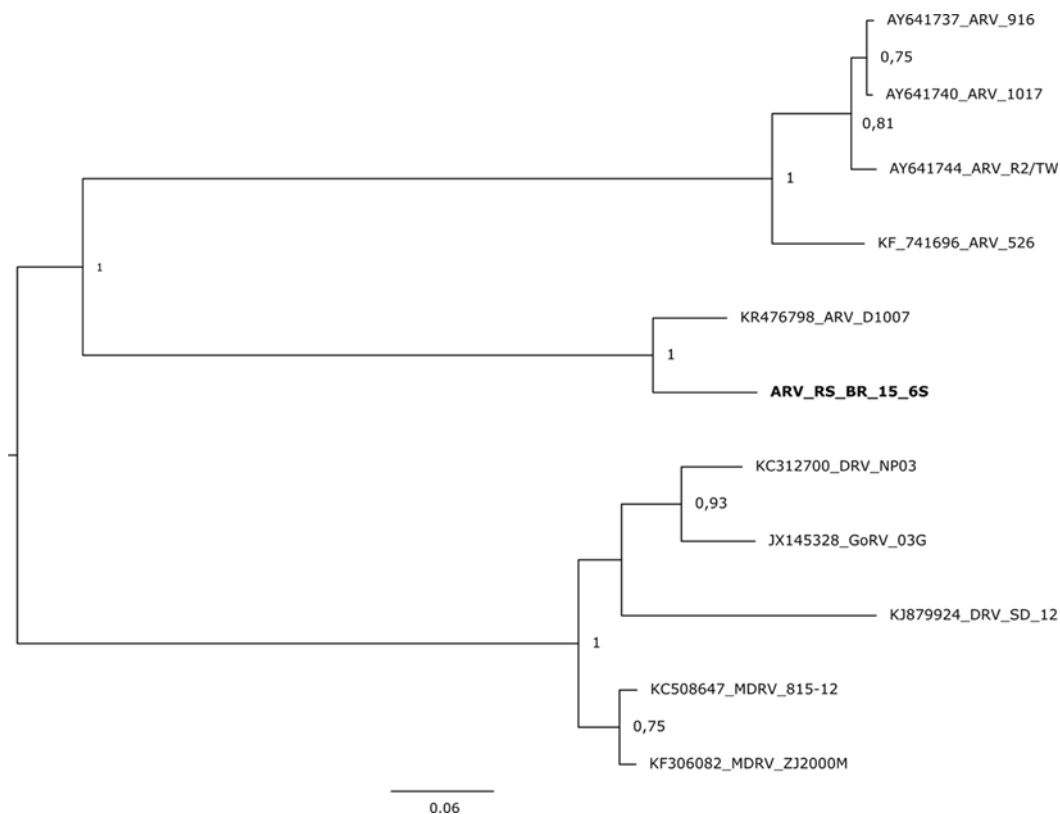 AY641737_ARV_916
0,75
AY641740_ARV_1017
0,81
AY641744_ARV_R2/TW
1
KF_741696_ARV_526
1
KR476798_ARV_D1007
1
ARV_RS_BR_15_6S
KC312700_DRV_NP03
0,93
JX145328_GoRV_03G
KJ879924_DRV_SD_12
1
KC508647_MDRV_815-12
0,75
KF306082_MDRV_ZJ2000M
0.06